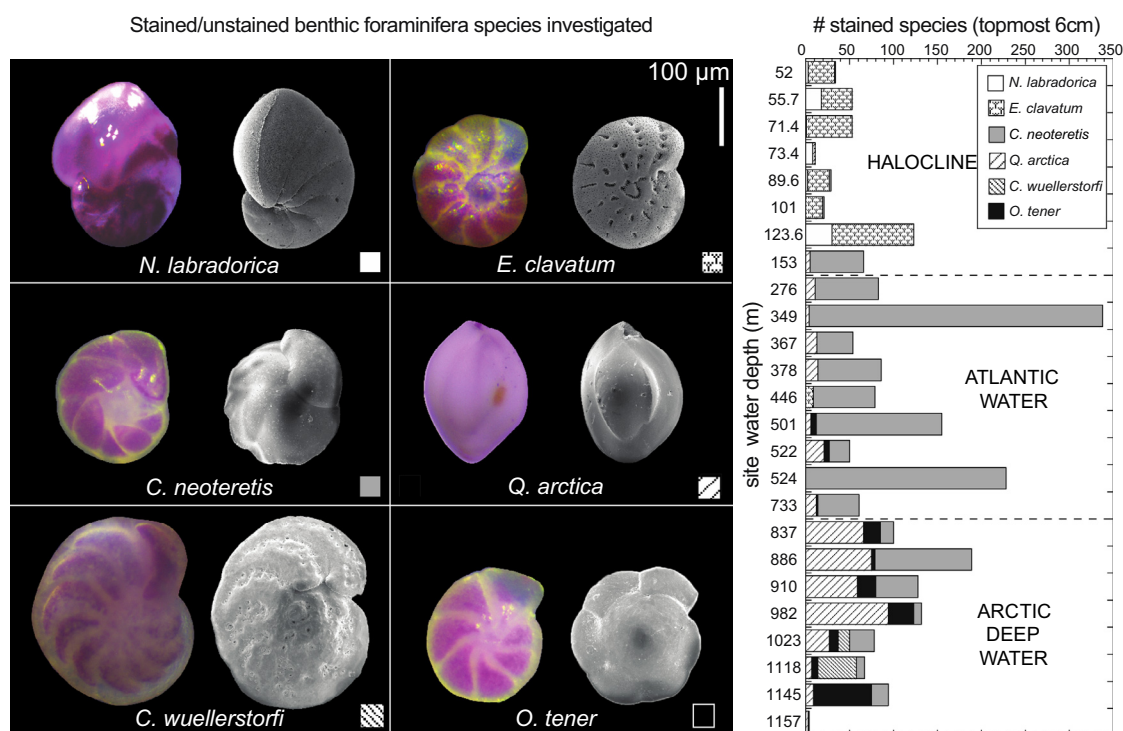 Stained/unstained benthic foraminifera species investigated
100 µm
N. labradorica
E. clavatum
C. neoteretis
Q. arctica
C. wuellerstorfi
O. tener
# stained species (topmost 6cm)
0 50 100 150 200 250 300 350
site water depth (m)
52
55.7
71.4
73.4
89.6
101
123.6
153
276
349
367
378
446
501
522
524
733
837
886
910
982
1023
1118
1145
1157
HALOCLINE
ATLANTIC
WATER
ARCTIC
DEEP
WATER
N. labradorica
E. clavatum
C. neoteretis
Q. arctica
C. wuellerstorfi
O. tener